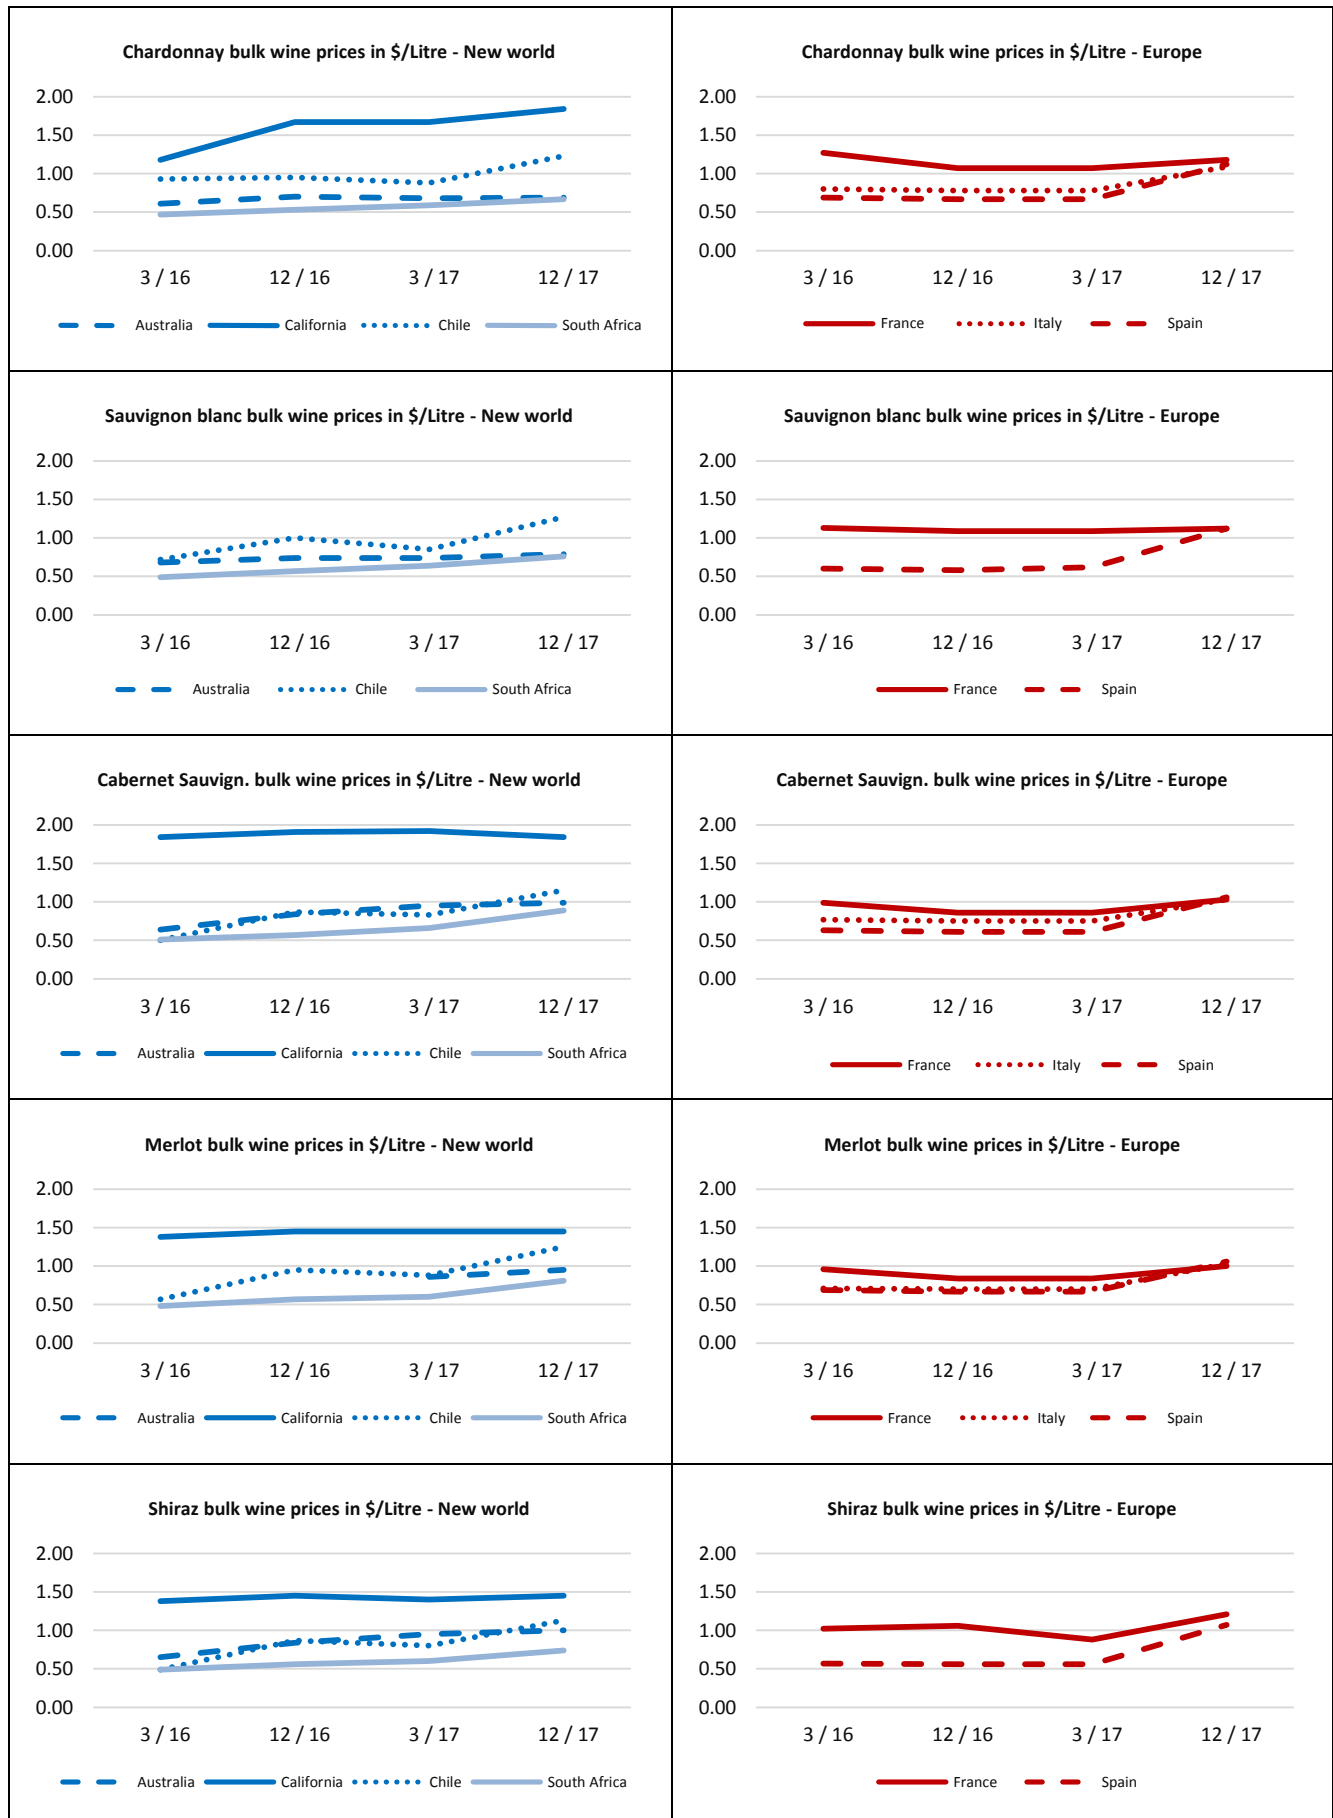 Chardonnay bulk wine prices in $/Litre - New world
2.00
1.50
1.00
0.50
0.00
3 / 16 12 / 16 3 / 17 12 / 17
Australia California Chile South Africa
Chardonnay bulk wine prices in $/Litre - Europe
2.00
1.50
1.00
0.50
0.00
3 / 16 12 / 16 3 / 17 12 / 17
France Italy Spain
Sauvignon blanc bulk wine prices in $/Litre - New world
2.00
1.50
1.00
0.50
0.00
3 / 16 12 / 16 3 / 17 12 / 17
Australia Chile South Africa
Sauvignon blanc bulk wine prices in $/Litre - Europe
2.00
1.50
1.00
0.50
0.00
3 / 16 12 / 16 3 / 17 12 / 17
France Spain
Cabernet Sauvign. bulk wine prices in $/Litre - New world
2.00
1.50
1.00
0.50
0.00
3 / 16 12 / 16 3 / 17 12 / 17
Australia California Chile South Africa
Cabernet Sauvign. bulk wine prices in $/Litre - Europe
2.00
1.50
1.00
0.50
0.00
3 / 16 12 / 16 3 / 17 12 / 17
France Italy Spain
Merlot bulk wine prices in $/Litre - New world
2.00
1.50
1.00
0.50
0.00
3 / 16 12 / 16 3 / 17 12 / 17
Australia California Chile South Africa
Merlot bulk wine prices in $/Litre - Europe
2.00
1.50
1.00
0.50
0.00
3 / 16 12 / 16 3 / 17 12 / 17
France Italy Spain
Shiraz bulk wine prices in $/Litre - New world
2.00
1.50
1.00
0.50
0.00
3 / 16 12 / 16 3 / 17 12 / 17
Australia California Chile South Africa
Shiraz bulk wine prices in $/Litre - Europe
2.00
1.50
1.00
0.50
0.00
3 / 16 12 / 16 3 / 17 12 / 17
France Spain